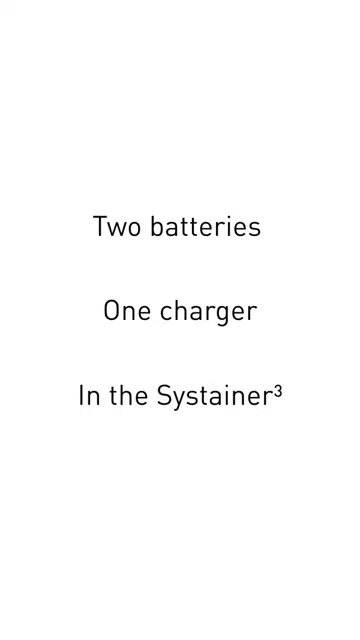 Two batteries
One charger
In the Systainer³